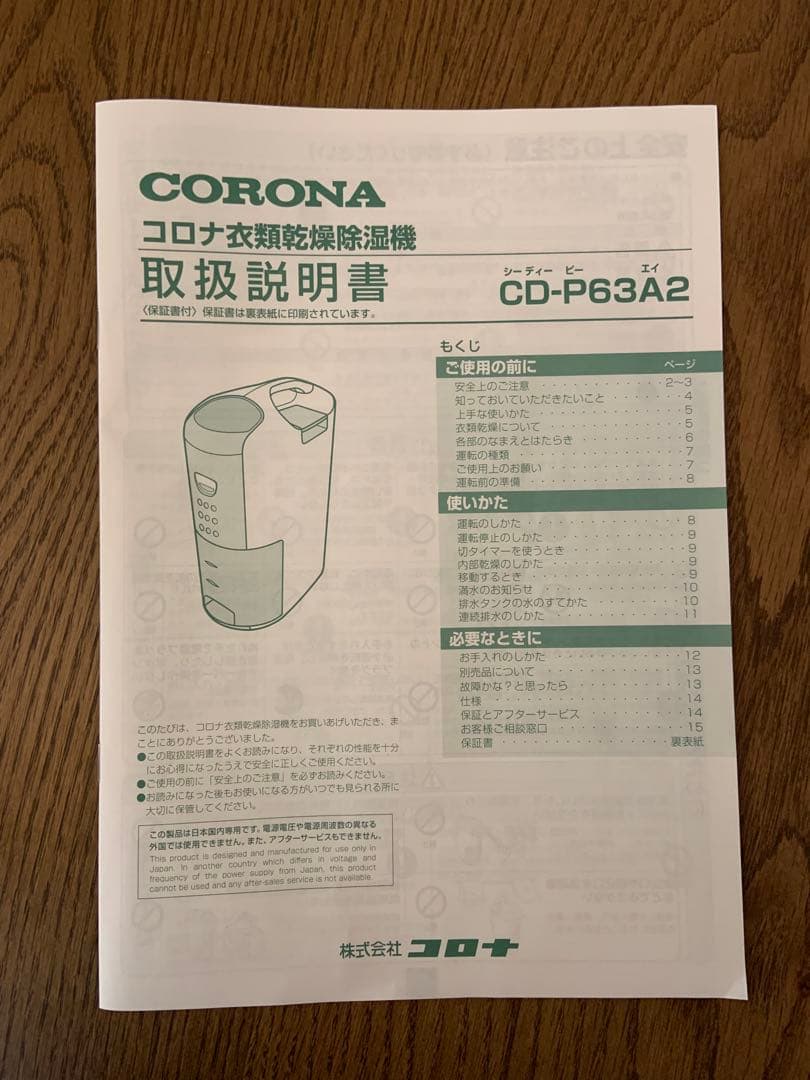 CORONA
コロナ衣類乾燥除湿機
取扱説明書
〈保証書付〉保証書は裏表紙に印刷されています。
シーディー ピー エイ
CD-P63A2
もくじ
ご使用の前に ページ
安全上のご注意 ・・・・・・・・・・・・2〜3
知っておいていただきたいこと ・・・・・・・・4
上手な使いかた ・・・・・・・・・・・・・・5
衣類乾燥について ・・・・・・・・・・・・・5
各部のなまえとはたらき ・・・・・・・・・・6
運転の種類 ・・・・・・・・・・・・・・・・7
ご使用上のお願い ・・・・・・・・・・・・・7
運転前の準備 ・・・・・・・・・・・・・・・8
使いかた
運転のしかた ・・・・・・・・・・・・・・・8
運転停止のしかた ・・・・・・・・・・・・・9
切タイマーを使うとき ・・・・・・・・・・・9
内部乾燥のしかた ・・・・・・・・・・・・・9
移動するとき ・・・・・・・・・・・・・・・9
満水のお知らせ ・・・・・・・・・・・・・10
排水タンクの水のすてかた ・・・・・・・・10
連続排水のしかた ・・・・・・・・・・・・11
必要なときに
お手入れのしかた ・・・・・・・・・・・・12
別売品について ・・・・・・・・・・・・・13
故障かな?と思ったら ・・・・・・・・・・13
仕様 ・・・・・・・・・・・・・・・・・・14
保証とアフターサービス ・・・・・・・・・14
お客様ご相談窓口 ・・・・・・・・・・・・15
保証書 ・・・・・・・・・・・・・・・裏表紙
このたびは、コロナ衣類乾燥除湿機をお買いあげいただき、ま
ことにありがとうございました。
●この取扱説明書をよくお読みになり、それぞれの性能を十分
にお心得になったうえで安全に正しくご使用ください。
●ご使用の前に「安全上のご注意」を必ずお読みください。
●お読みになった後もお使いになる方がいつでも見られる所に
大切に保管してください。
この製品は日本国内専用です。電源電圧や電源周波数の異なる
外国では使用できません。また、アフターサービスもできません。
This product is designed and manufactured for use only in
Japan. In another country which differs in voltage and
frequency of the power supply from Japan, this product
cannot be used and any after-sales service is not available.
株式会社 コロナ